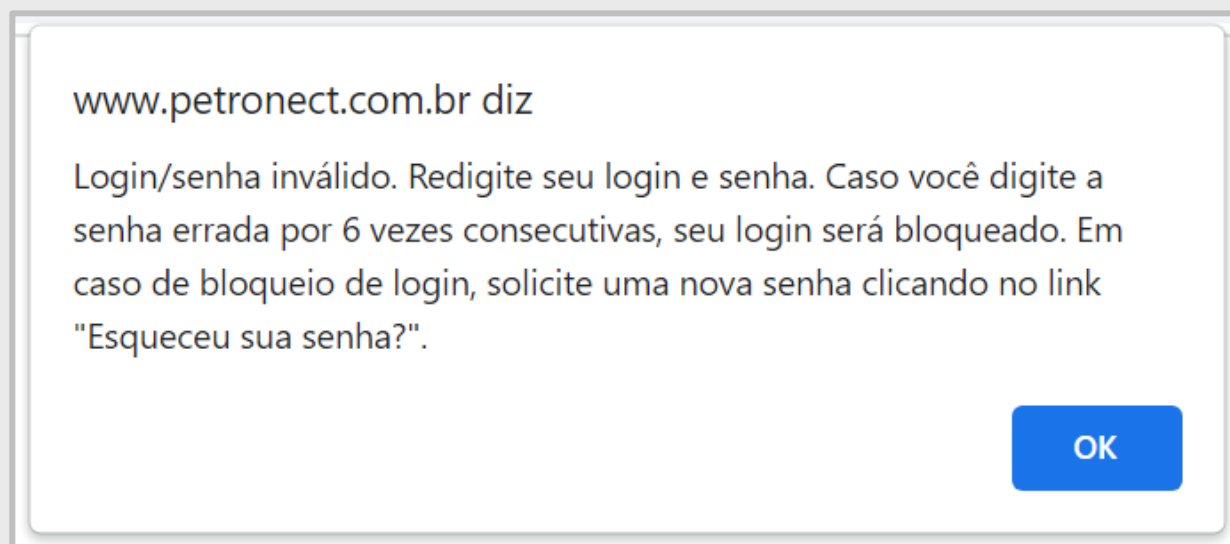 www.petronect.com.br diz
Login/senha inválido. Redigite seu login e senha. Caso você digite a
senha errada por 6 vezes consecutivas, seu login será bloqueado. Em
caso de bloqueio de login, solicite uma nova senha clicando no link
"Esqueceu sua senha?".
OK